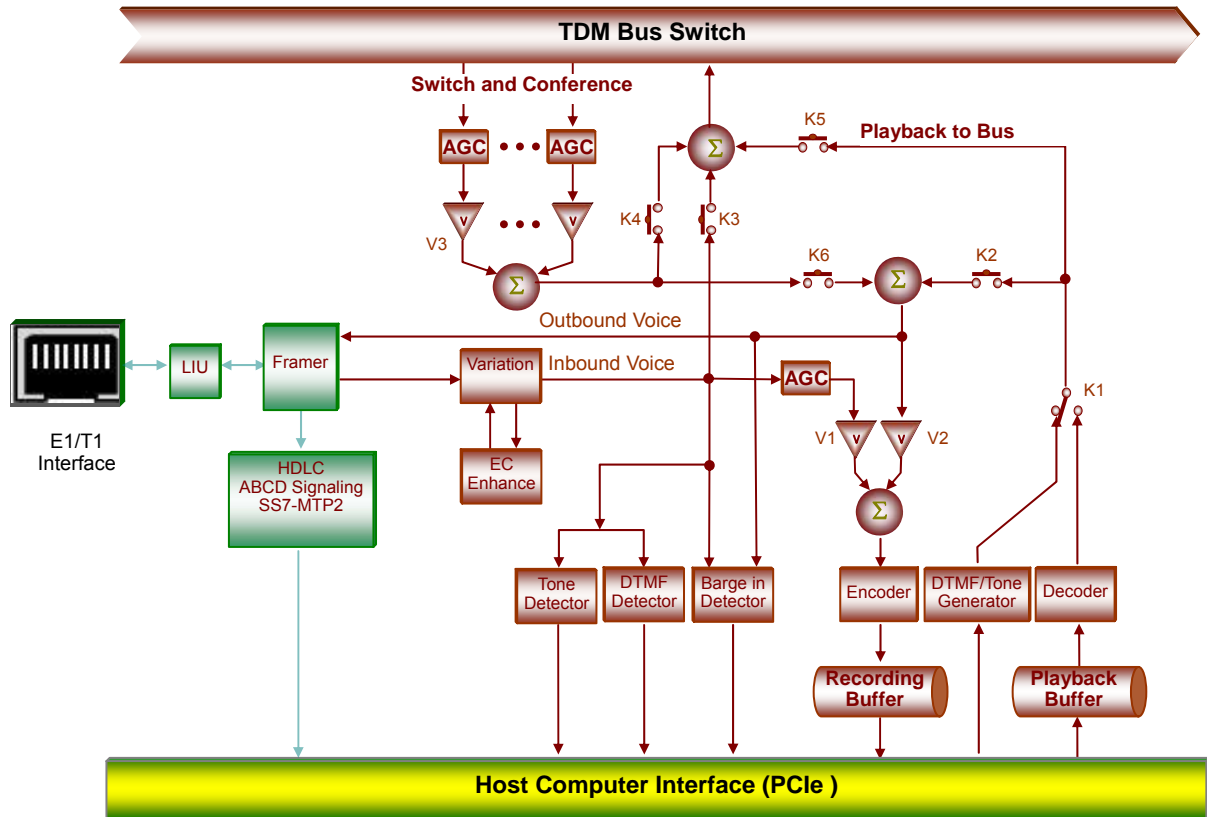 TDM Bus Switch
Switch and Conference
K5
Playback to Bus
AGC
AGC
Σ
V
V
V3
K4
K3
K6
K2
Σ
Σ
Outbound Voice
LIU
Framer
Variation
Inbound Voice
AGC
K1
E1/T1
Interface
V1
V
V
V2
HDLC
ABCD Signaling
SS7-MTP2
EC
Enhance
Σ
Tone
Detector
DTMF
Detector
Barge in
Detector
Encoder
DTMF/Tone
Generator
Decoder
Recording
Buffer
Playback
Buffer
Host Computer Interface (PCIe )